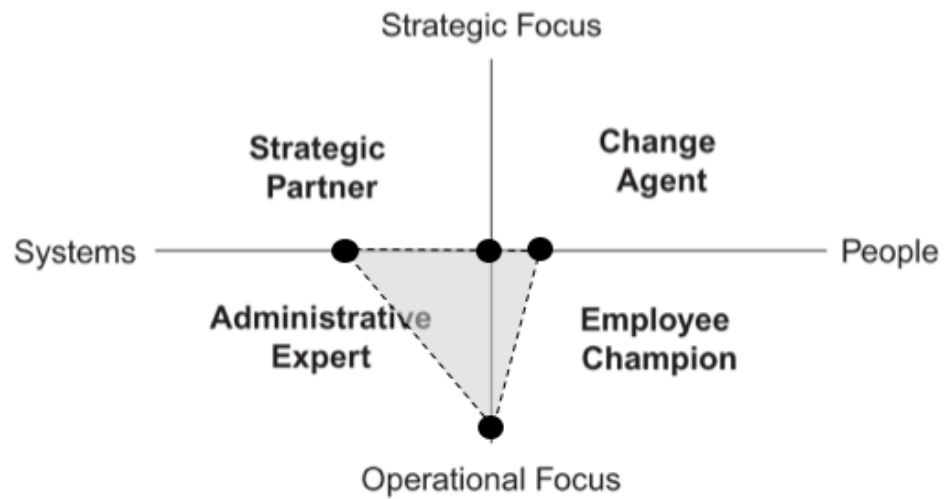 Strategic Focus
Strategic
Partner
Change
Agent
Systems
People
Administrative
Expert
Employee
Champion
Operational Focus